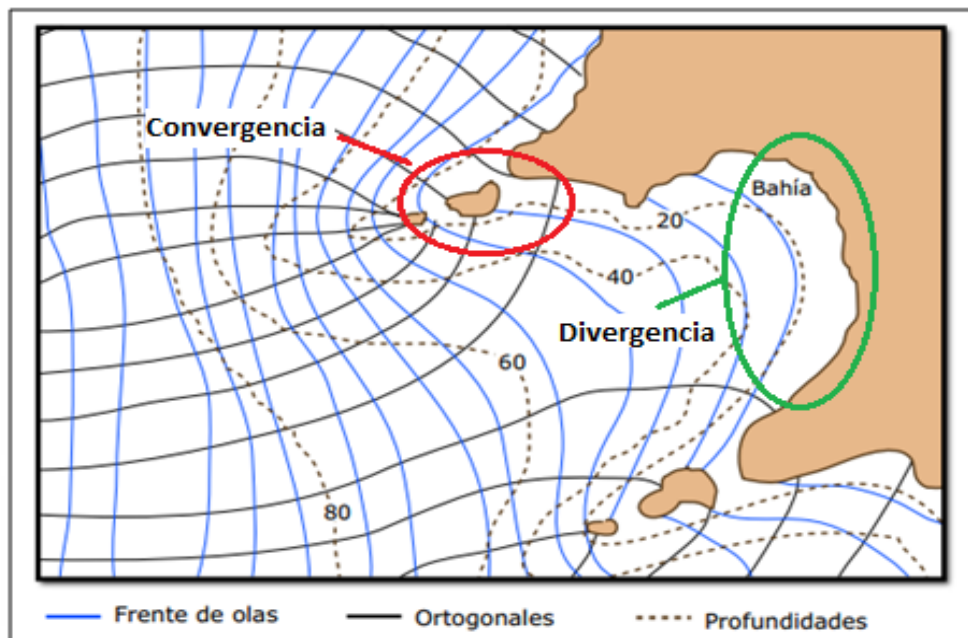 Convergencia
Bahía
20
40
Divergencia
60
80
Frente de olas
Ortogonales
Profundidades